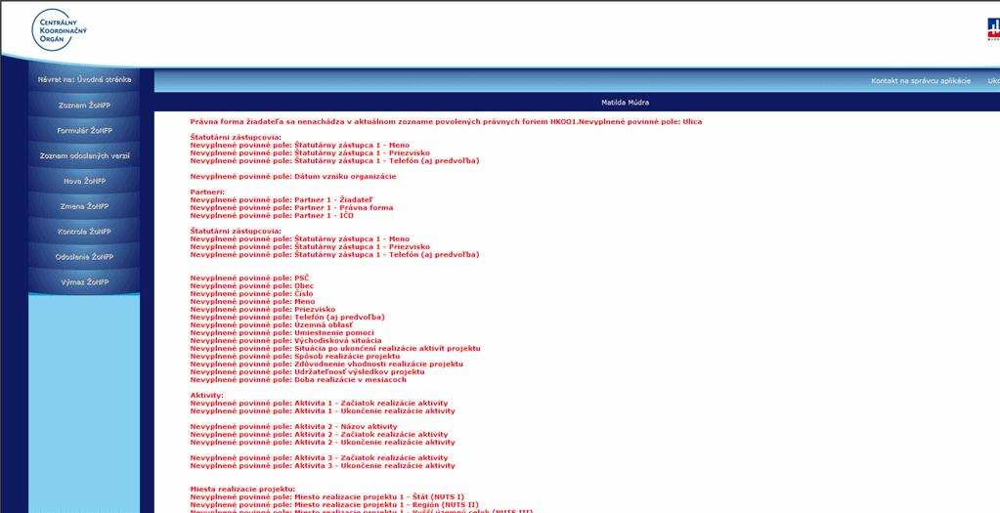 CENTRÁLNY
KOORDINAČNÝ
ORGÁN
Návrat na: Úvodná stránka
Zoznam ŽoNFP
Formulár ŽoNFP
Zoznam odoslaných verzií
Nova ŽoNFP
Zmena ŽoNFP
Kontrola ŽoNFP
Odoslanie ŽoNFP
Výmaz ŽoNFP
Kontakt na správcu aplikácie
Matilda Múdra
Právna forma žiadateľa sa nenachádza v aktuálnom zozname povolených právnych foriem HKO01.Nevyplnené povinné pole: Ulica
Štatutárni zástupcovia:
Nevyplnené povinné pole: Štatutárny zástupca 1 - Meno
Nevyplnené povinné pole: Štatutárny zástupca 1 - Priezvisko
Nevyplnené povinné pole: Štatutárny zástupca 1 - Telefón (aj predvoľba)
Nevyplnené povinné pole: Dátum vzniku organizácie
Partneri:
Nevyplnené povinné pole: Partner 1 - Žiadateľ
Nevyplnené povinné pole: Partner 1 - Právna forma
Nevyplnené povinné pole: Partner 1 - IČO
Štatutárni zástupcovia:
Nevyplnené povinné pole: Štatutárny zástupca 1 - Meno
Nevyplnené povinné pole: Štatutárny zástupca 1 - Priezvisko
Nevyplnené povinné pole: Štatutárny zástupca 1 - Telefón (aj predvoľba)
Nevyplnené povinné pole: PSČ
Nevyplnené povinné pole: Obec
Nevyplnené povinné pole: Číslo
Nevyplnené povinné pole: Meno
Nevyplnené povinné pole: Priezvisko
Nevyplnené povinné pole: Telefón (aj predvoľba)
Nevyplnené povinné pole: Územná oblasť
Nevyplnené povinné pole: Umiestnenie pomoci
Nevyplnené povinné pole: Východisková situácia
Nevyplnené povinné pole: Situácia po ukončení realizácie aktivít projektu
Nevyplnené povinné pole: Spôsob realizácie projektu
Nevyplnené povinné pole: Zdôvodnenie vhodnosti realizácie projektu
Nevyplnené povinné pole: Udržateľnosť výsledkov projektu
Nevyplnené povinné pole: Doba realizácie v mesiacoch
Aktivity:
Nevyplnené povinné pole: Aktivita 1 - Začiatok realizácie aktivity
Nevyplnené povinné pole: Aktivita 1 - Ukončenie realizácie aktivity
Nevyplnené povinné pole: Aktivita 2 - Názov aktivity
Nevyplnené povinné pole: Aktivita 2 - Začiatok realizácie aktivity
Nevyplnené povinné pole: Aktivita 2 - Ukončenie realizácie aktivity
Nevyplnené povinné pole: Aktivita 3 - Začiatok realizácie aktivity
Nevyplnené povinné pole: Aktivita 3 - Ukončenie realizácie aktivity
Miesta realizacie projektu:
Nevyplnené povinné pole: Miesto realizacie projektu 1 - Štát (NUTS I)
Nevyplnené povinné pole: Miesto realizacie projektu 1 - Región (NUTS II)
Nevyplnené povinné pole: Miesto realizacie projektu 1 - Vyšší územný celok (NUTS III)